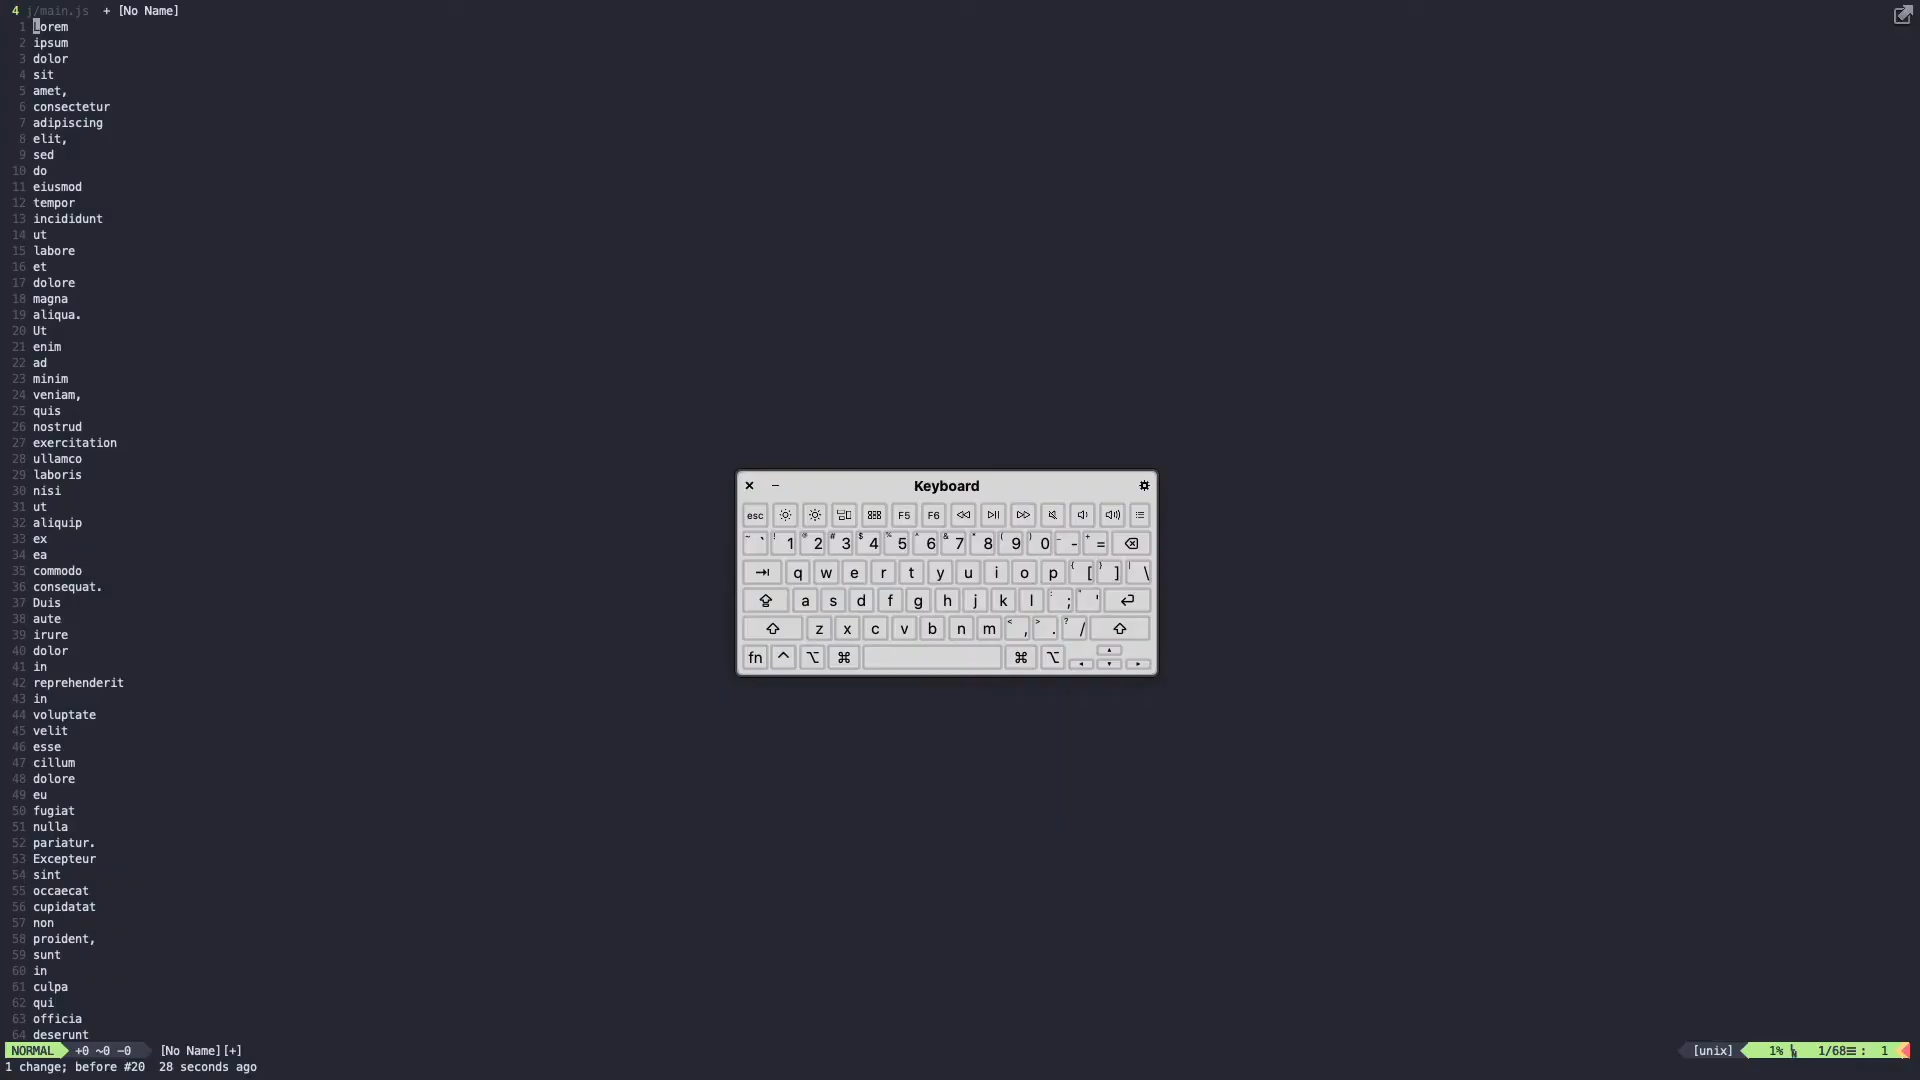 4 j/main.js + [No Name]
1 Lorem
2 ipsum
3 dolor
4 sit
5 amet,
6 consectetur
7 adipiscing
8 elit,
9 sed
10 do
11 eiusmod
12 tempor
13 incididunt
14 ut
15 labore
16 et
17 dolore
18 magna
19 aliqua.
20 Ut
21 enim
22 ad
23 minim
24 veniam,
25 quis
26 nostrud
27 exercitation
28 ullamco
29 laboris
30 nisi
31 ut
32 aliquip
33 ex
34 ea
35 commodo
36 consequat.
37 Duis
38 aute
39 irure
40 dolor
41 in
42 reprehenderit
43 in
44 voluptate
45 velit
46 esse
47 cillum
48 dolore
49 eu
50 fugiat
51 nulla
52 pariatur.
53 Excepteur
54 sint
55 occaecat
56 cupidatat
57 non
58 proident,
59 sunt
60 in
61 culpa
62 qui
63 officia
64 deserunt
Keyboard
esc F5 F6
~ ` ! 1 @ 2 # 3 $ 4 % 5 ^ 6 & 7 * 8 ( 9 ) 0 _ - + =
q w e r t y u i o p { [ } ] | \
a s d f g h j k l : ; " '
z x c v b n m < , > . ? /
fn ^ ⌥ ⌘ ⌘ ⌥
NORMAL +0 ~0 -0 [No Name][+] [unix] 1% 1/68≡: 1
1 change; before #20 28 seconds ago